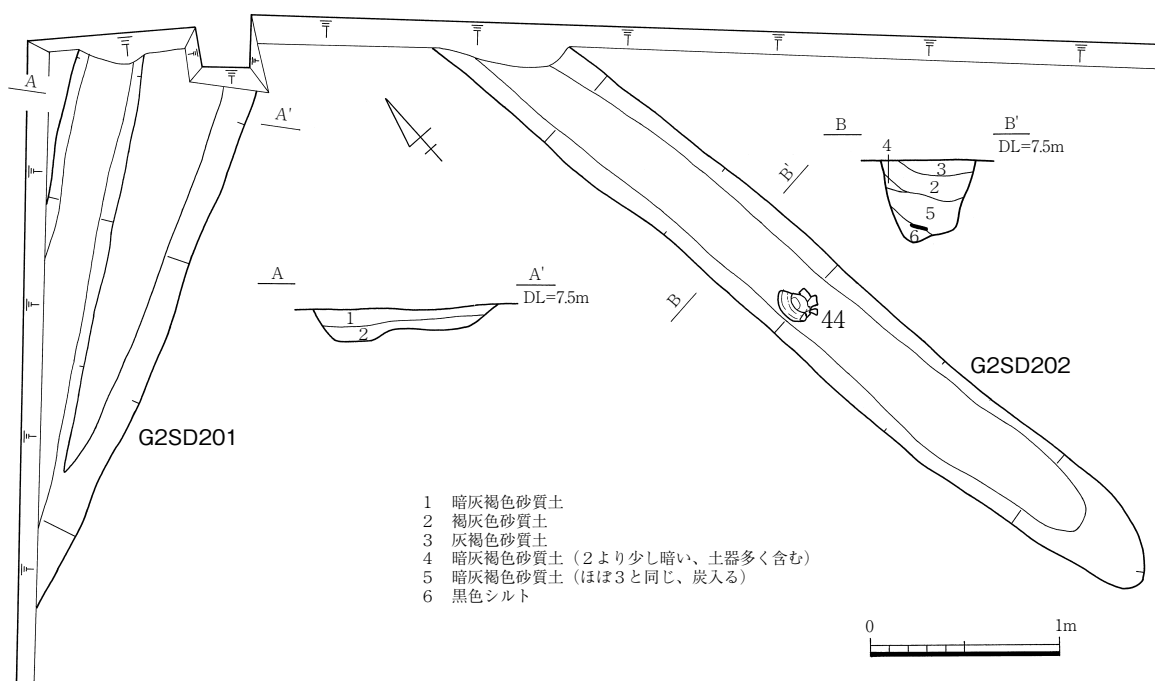 A
A'
B'
B
44
G2SD201
G2SD202
A
A'
DL=7.5m
1
2
B
B'
DL=7.5m
4
3
2
5
6
1 暗灰褐色砂質土
2 褐灰色砂質土
3 灰褐色砂質土
4 暗灰褐色砂質土（２より少し暗い、土器多く含む）
5 暗灰褐色砂質土（ほぼ３と同じ、炭入る）
6 黒色シルト
0 1m